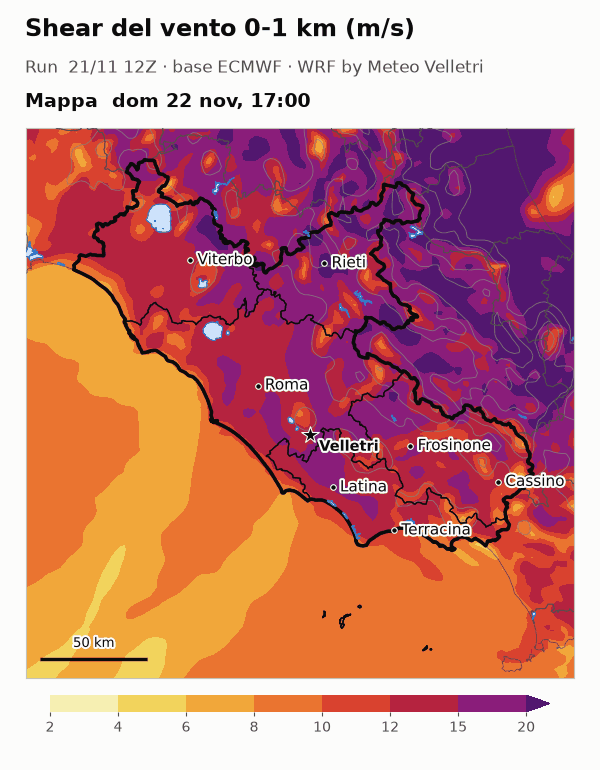 Shear del vento 0-1 km (m/s)
Run  21/11 12Z · base ECMWF · WRF by Meteo Velletri
Mappa  dom 22 nov, 17:00
Viterbo
Rieti
Roma
Velletri
Frosinone
Latina
Cassino
Terracina
50 km
2 4 6 8 10 12 15 20